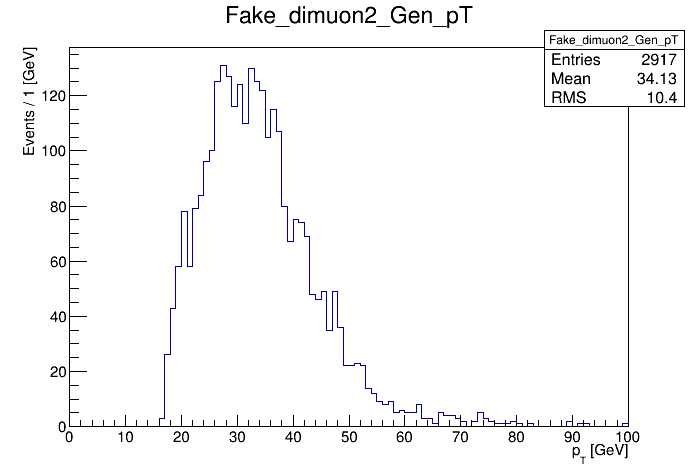 Fake_dimuon2_Gen_pT
Fake_dimuon2_Gen_pT
Entries 2917
Mean 34.13
RMS 10.4
Events / 1 [GeV]
120
100
80
60
40
20
0
0 10 20 30 40 50 60 70 80 90 100
p_T [GeV]